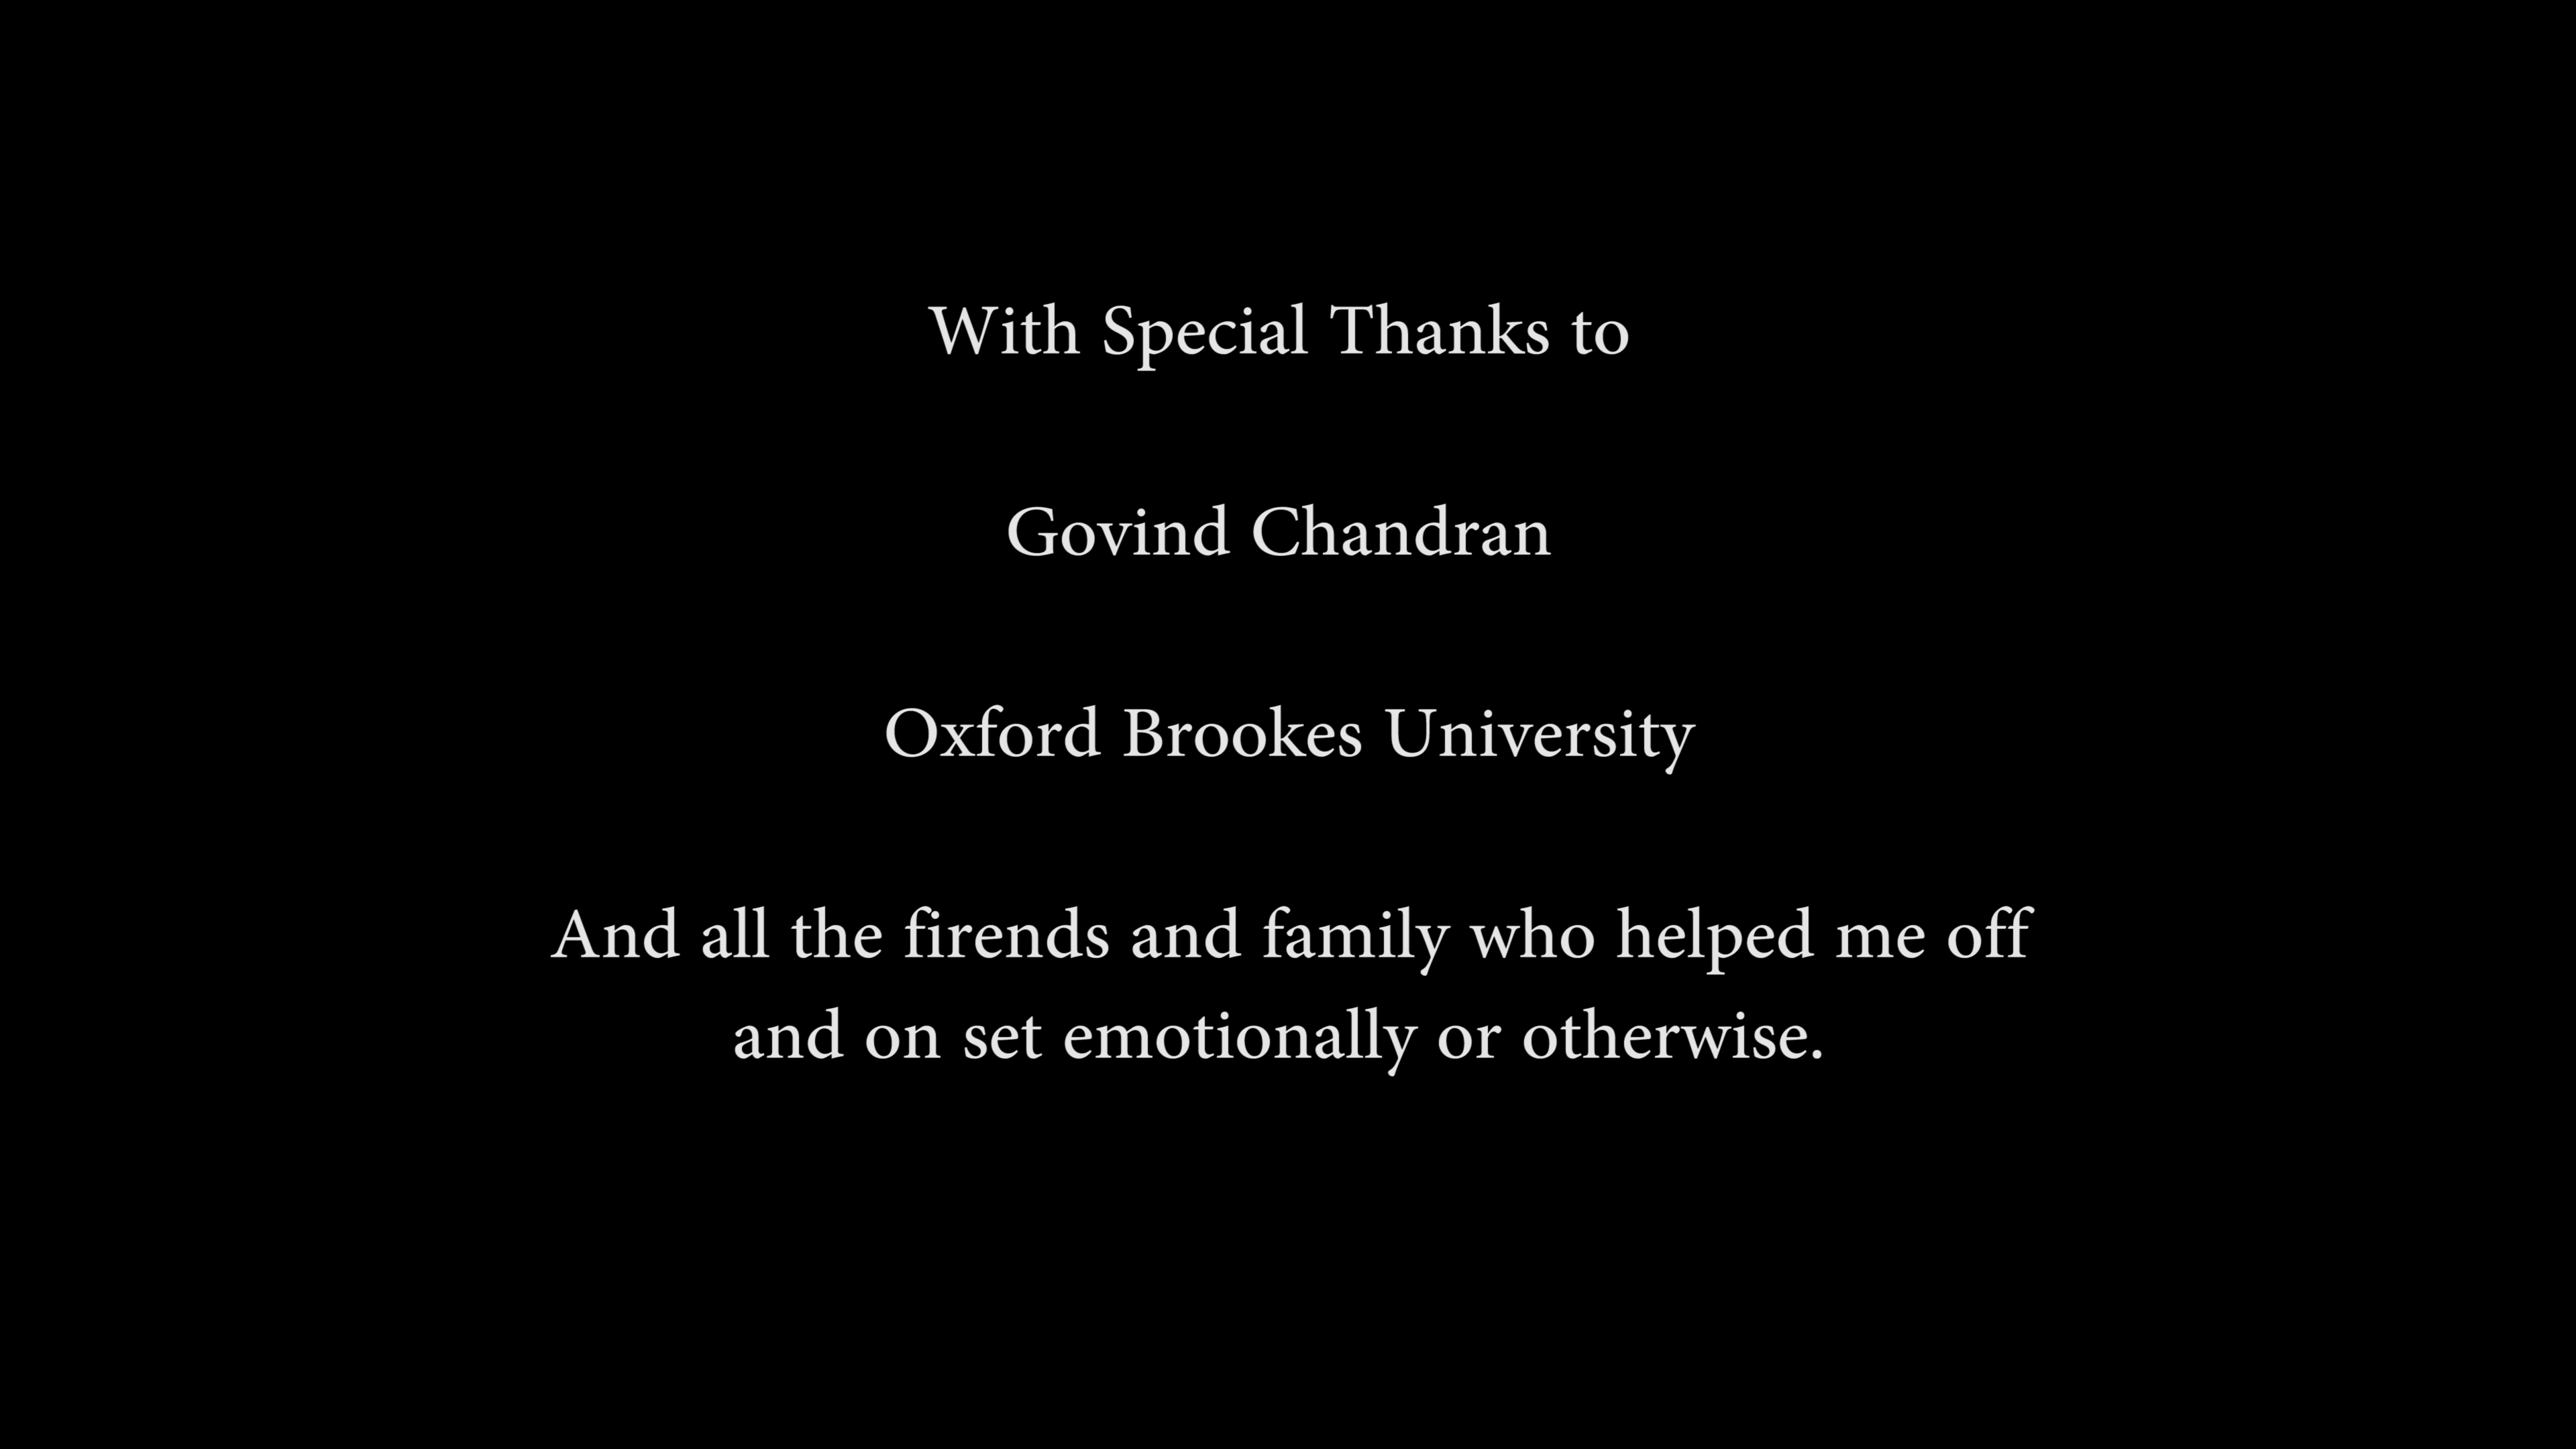 With Special Thanks to
Govind Chandran
Oxford Brookes University
And all the firends and family who helped me off
and on set emotionally or otherwise.